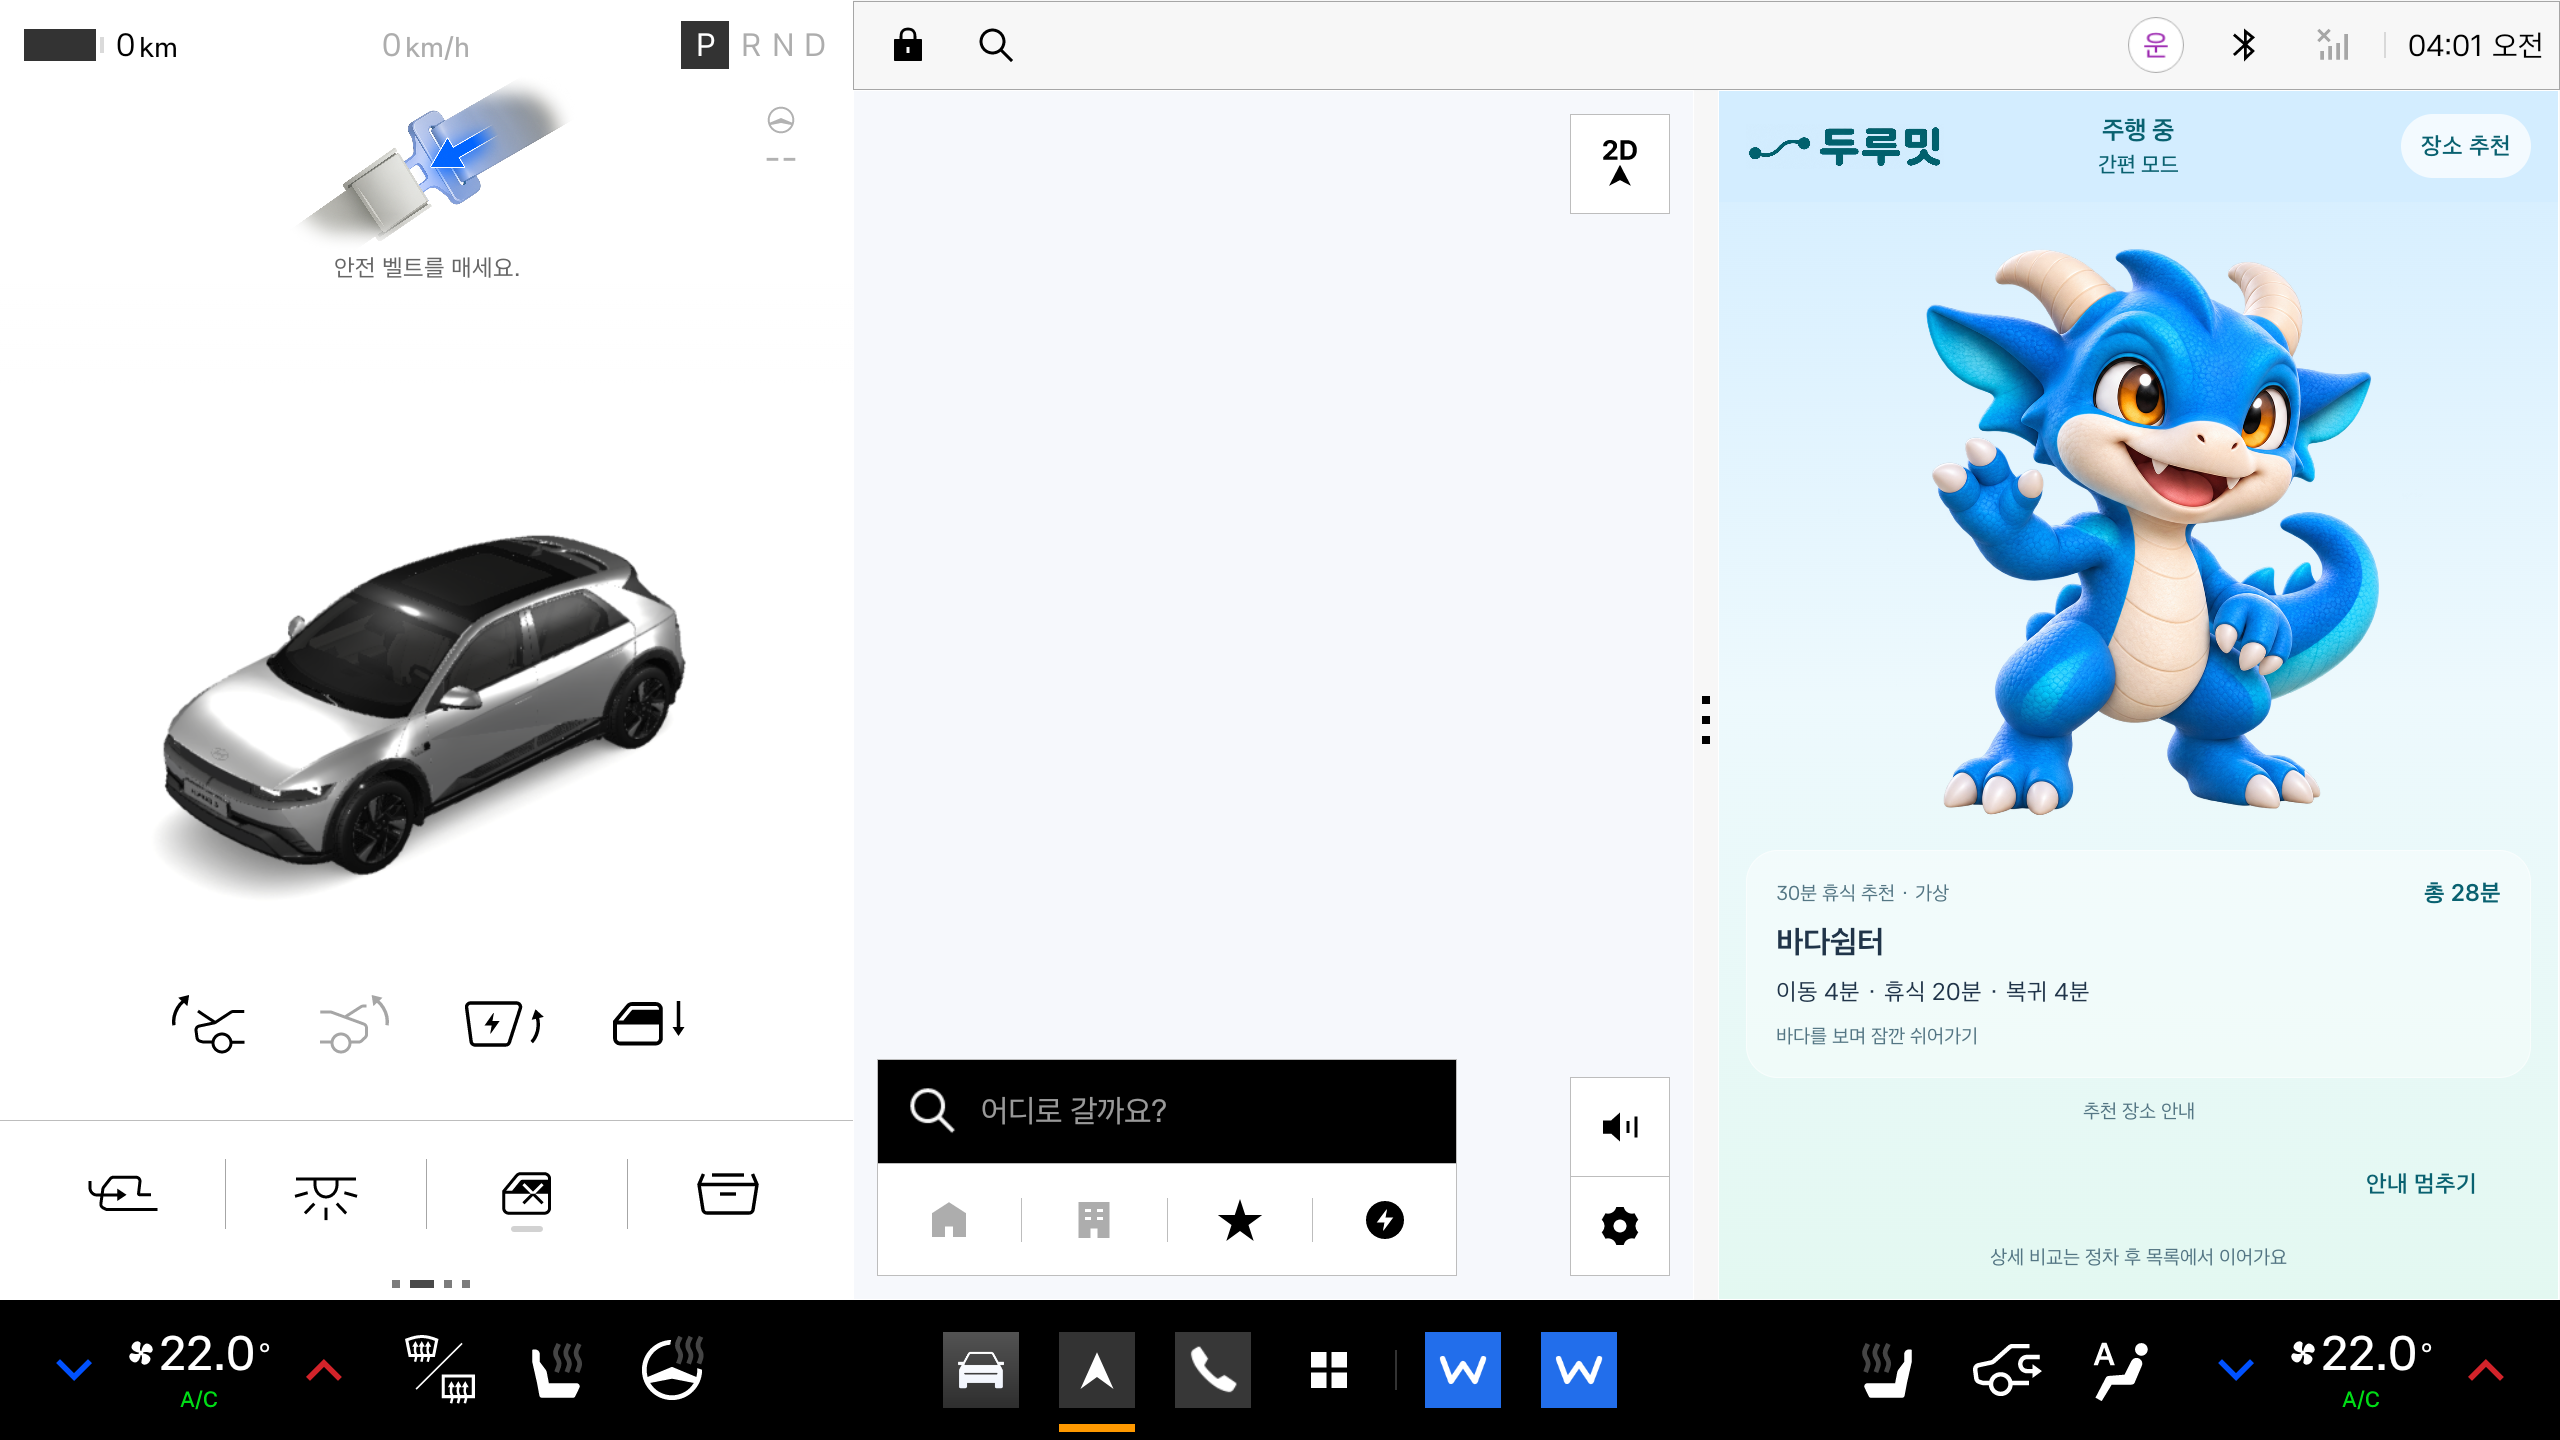 0 km
0 km/h
P R N D
안전 벨트를 매세요.
운
04:01 오전
2D
어디로 갈까요?
두루밋
주행 중
간편 모드
장소 추천
30분 휴식 추천 · 가상
총 28분
바다쉼터
이동 4분 · 휴식 20분 · 복귀 4분
바다를 보며 잠깐 쉬어가기
추천 장소 안내
안내 멈추기
상세 비교는 정차 후 목록에서 이어가요
22.0°
A/C
A
22.0°
A/C